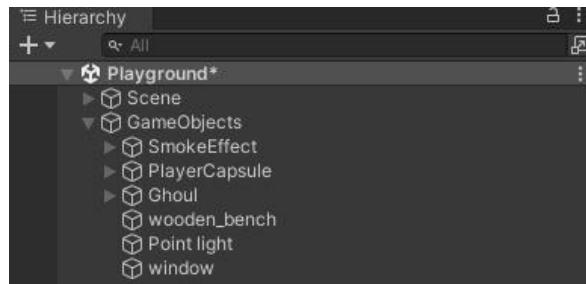 Hierarchy
All
Playground*
Scene
GameObjects
SmokeEffect
PlayerCapsule
Ghoul
wooden_bench
Point light
window